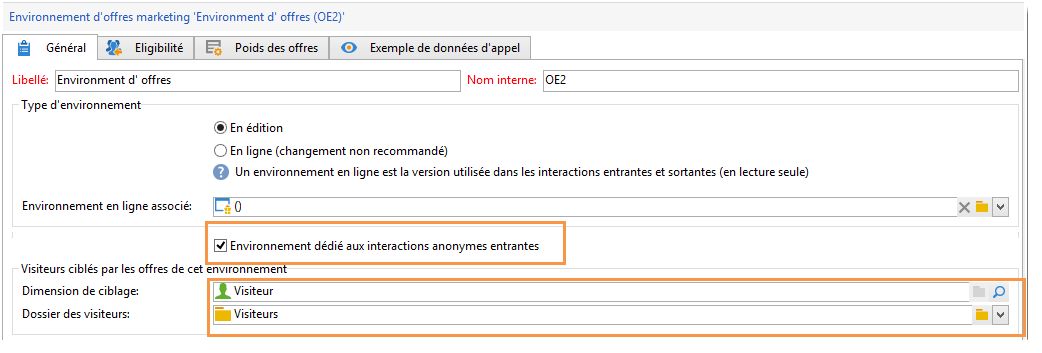 Environnement d'offres marketing 'Environment d' offres (OE2)'
Général Eligibilité Poids des offres Exemple de données d'appel
Libellé: Environment d' offres Nom interne: OE2
Type d'environnement
En édition
En ligne (changement non recommandé)
? Un environnement en ligne est la version utilisée dans les interactions entrantes et sortantes (en lecture seule)
Environnement en ligne associé: ()
Environnement dédié aux interactions anonymes entrantes
Visiteurs ciblés par les offres de cet environnement
Dimension de ciblage: Visiteur
Dossier des visiteurs: Visiteurs